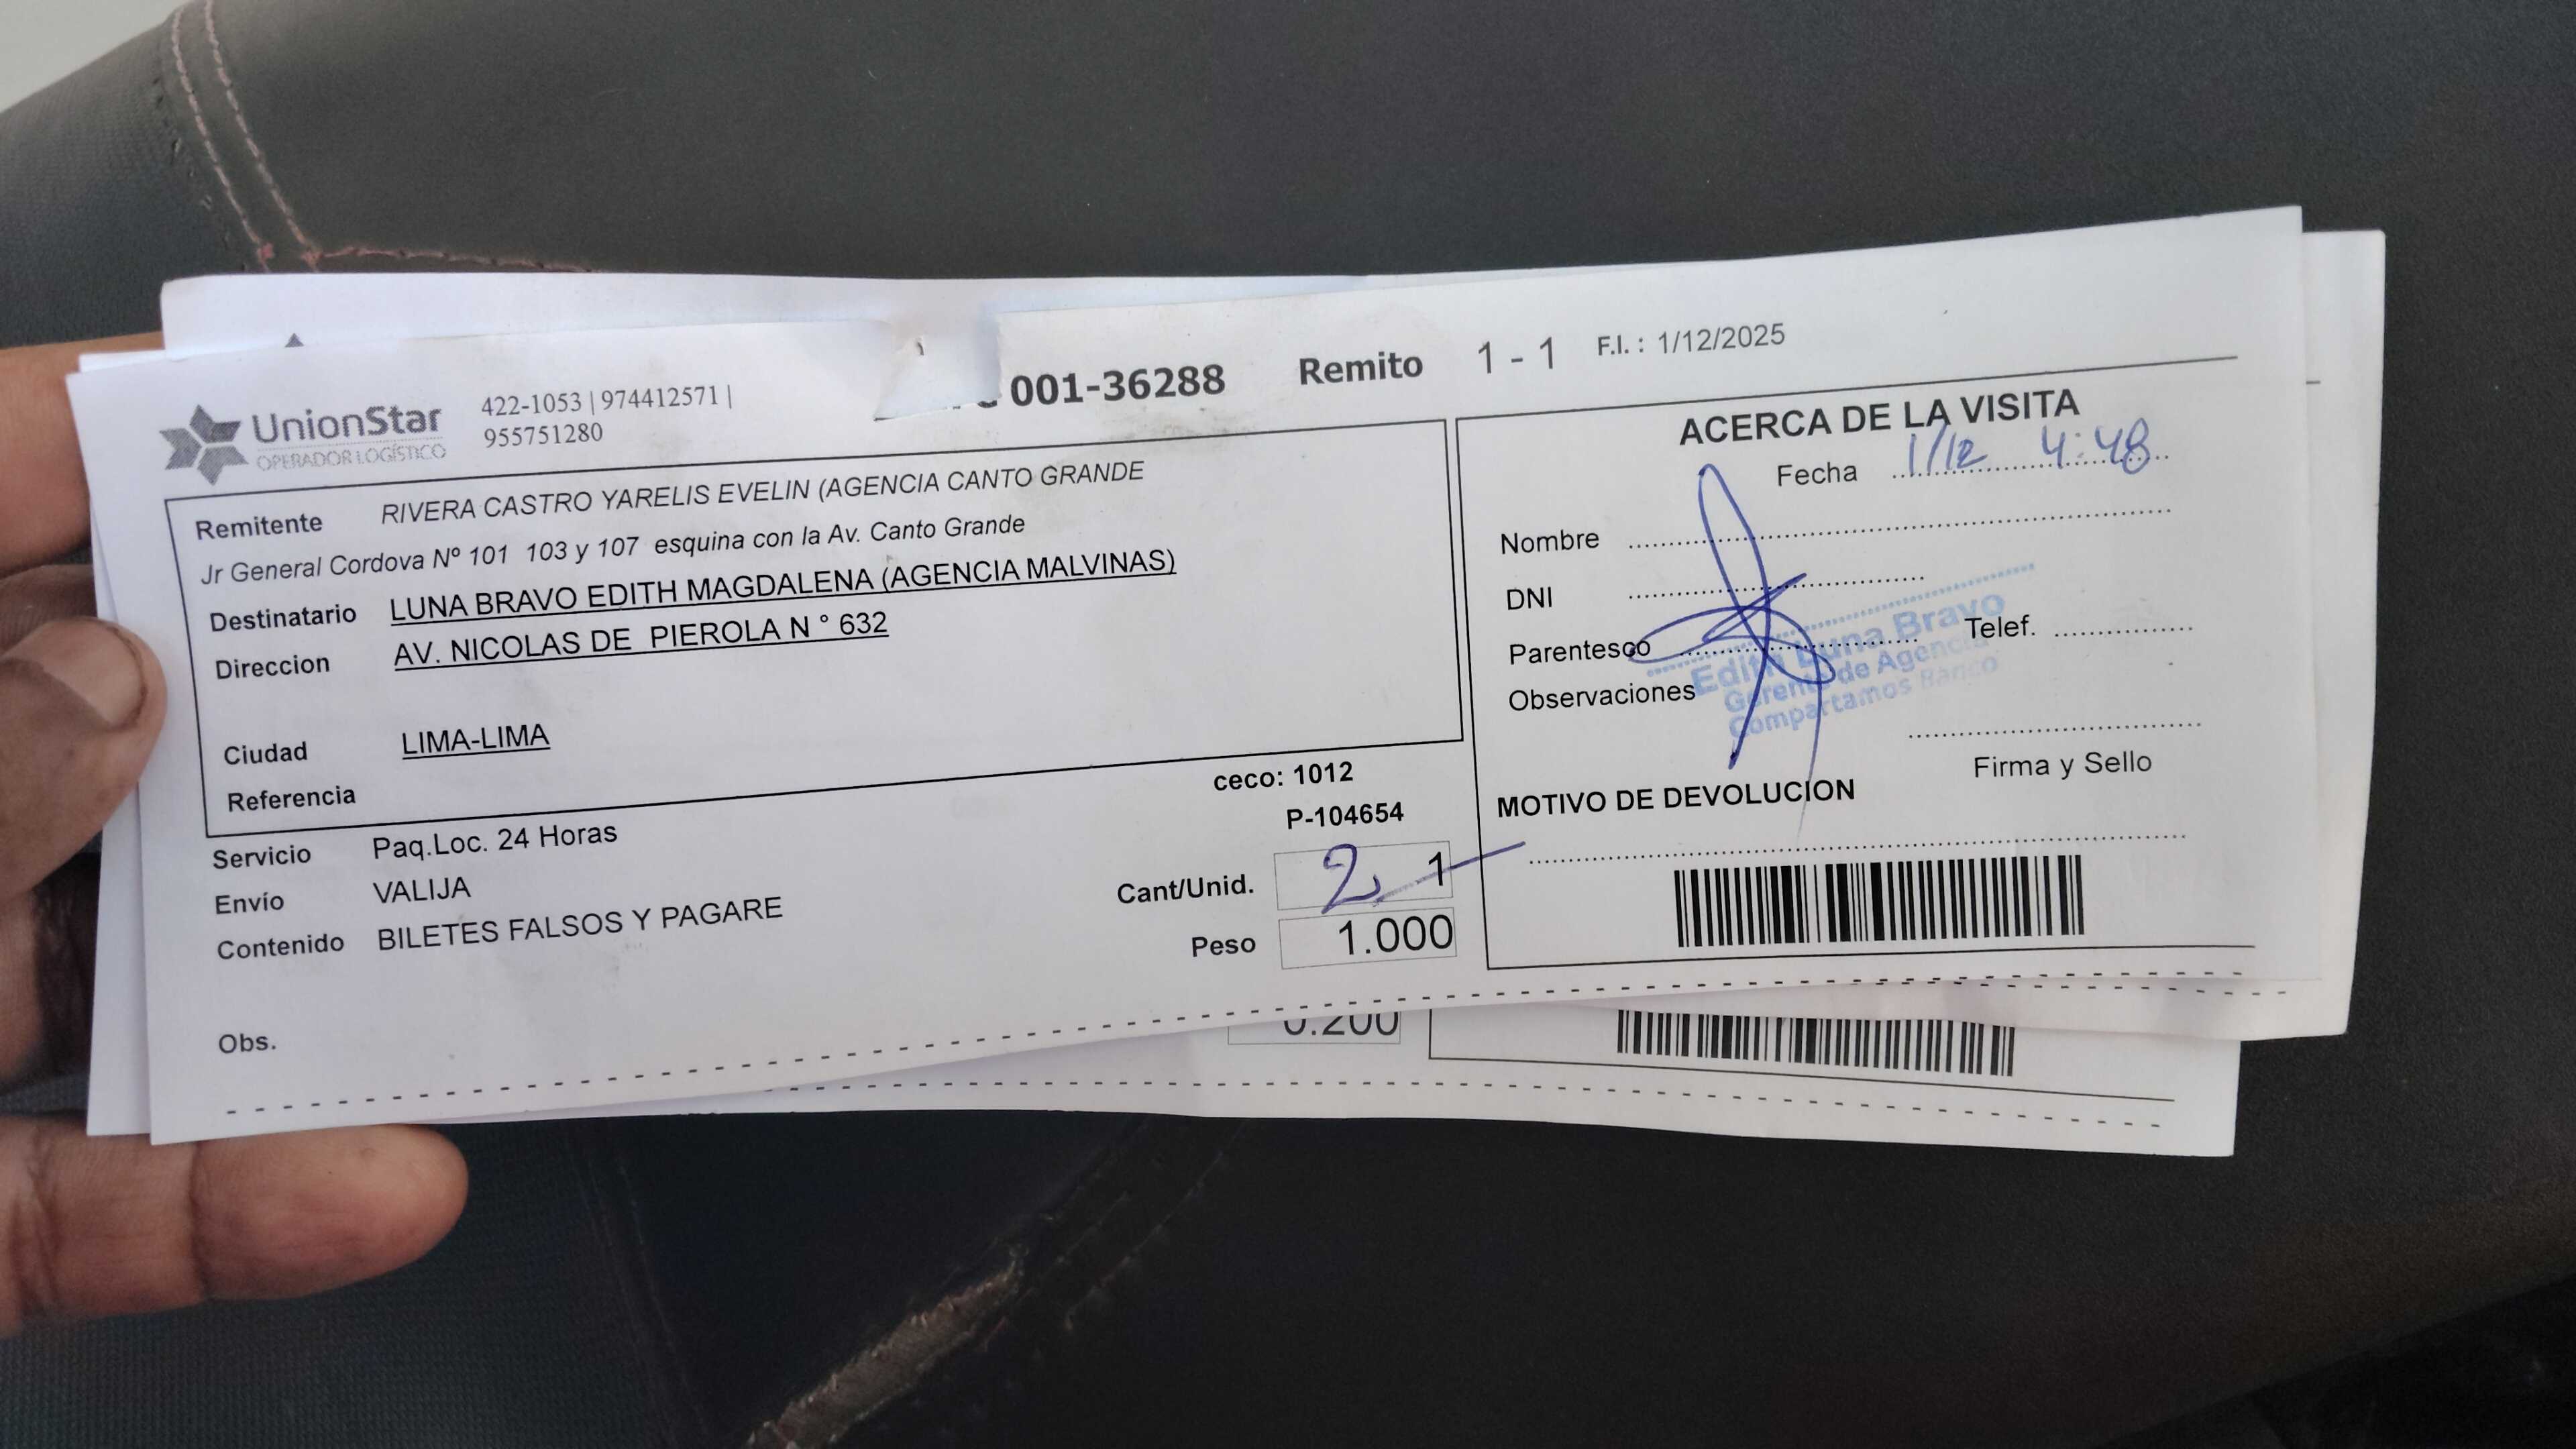 UnionStar
OPERADOR LOGÍSTICO
422-1053 | 974412571 |
955751280
001-36288 Remito 1 - 1 F.I. : 1/12/2025
Remitente RIVERA CASTRO YARELIS EVELIN (AGENCIA CANTO GRANDE
Jr General Cordova Nº 101 103 y 107 esquina con la Av. Canto Grande
Destinatario LUNA BRAVO EDITH MAGDALENA (AGENCIA MALVINAS)
Direccion AV. NICOLAS DE PIEROLA N ° 632
Ciudad LIMA-LIMA
Referencia
ceco: 1012
P-104654
Servicio Paq.Loc. 24 Horas
Envío VALIJA
Contenido BILETES FALSOS Y PAGARE
Cant/Unid. 2 1
Peso 1.000
Obs.
ACERCA DE LA VISITA
Fecha 1/12 4:48
Nombre
DNI
Parentesco Telef.
Observaciones
Edith Luna Bravo
Gerente de Agencia
Compartamos Banco
Firma y Sello
MOTIVO DE DEVOLUCION
0.200